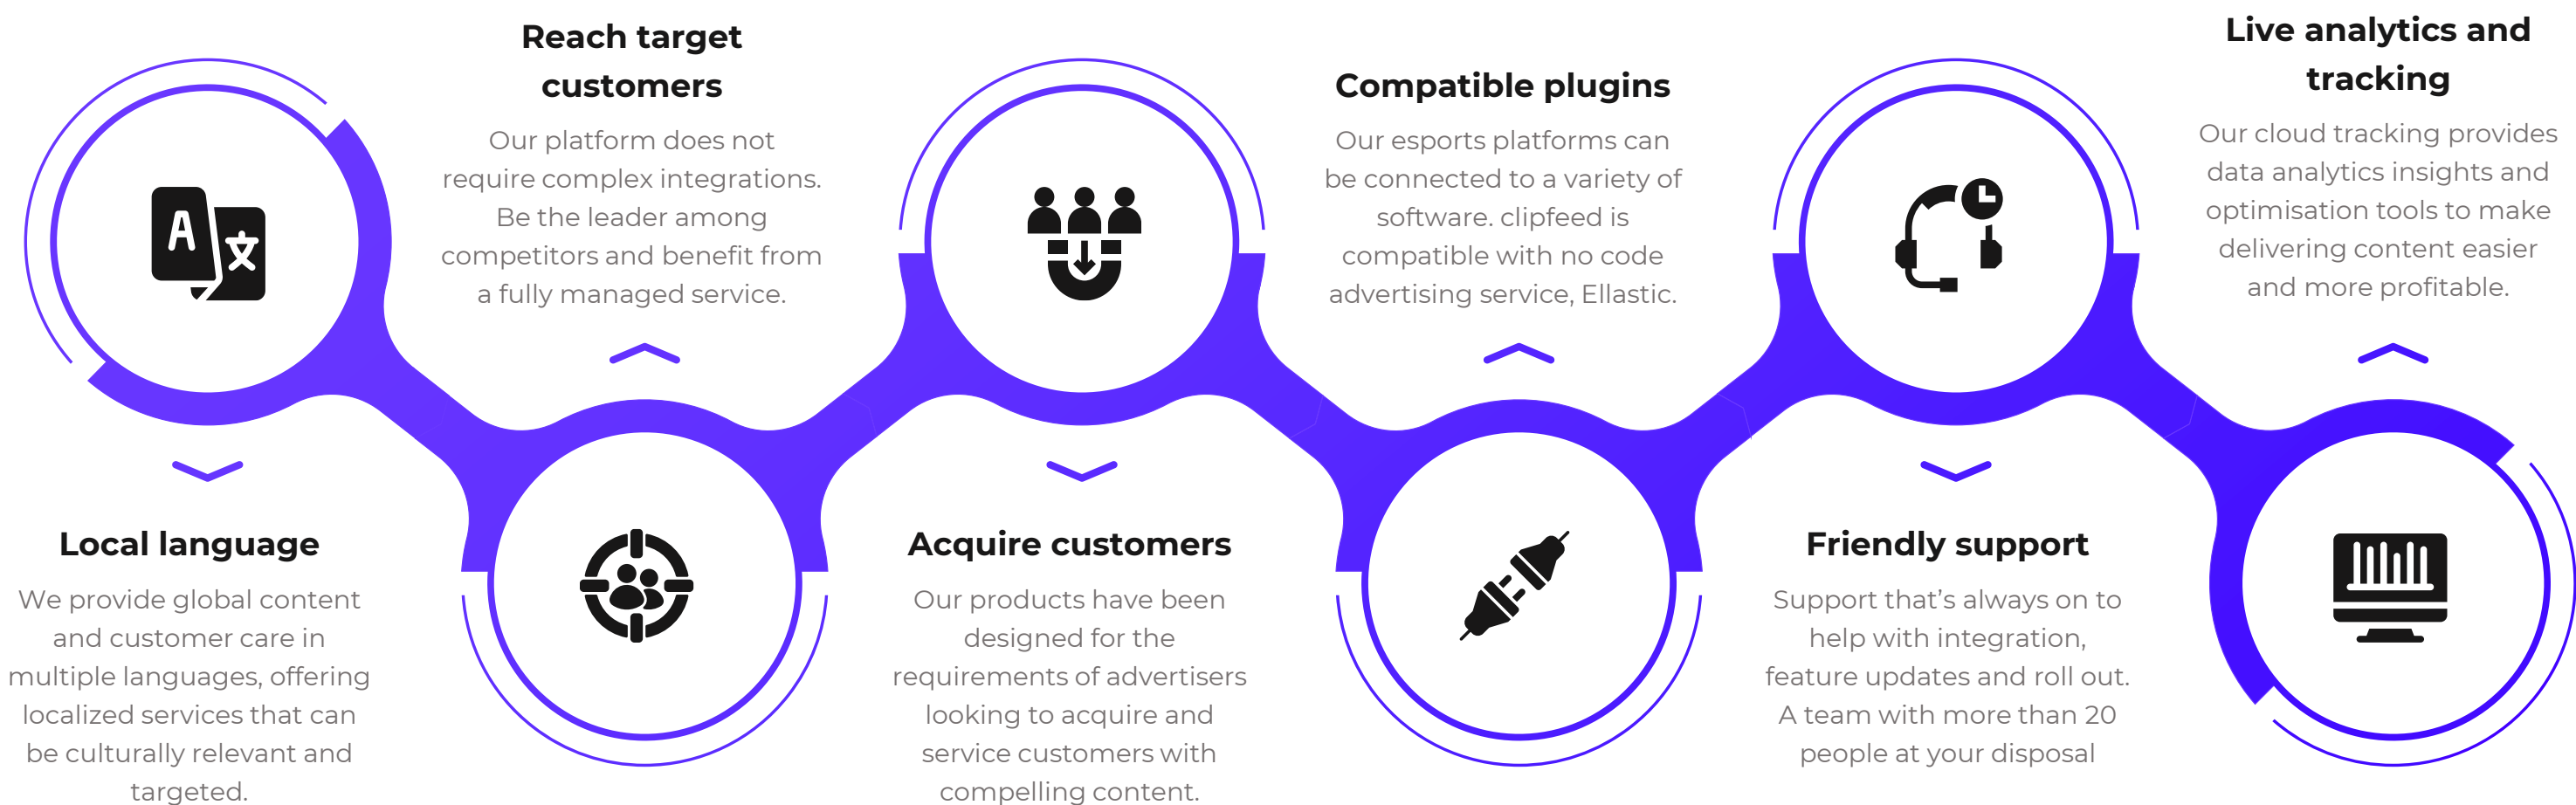 Local language
We provide global content
and customer care in
multiple languages, offering
localized services that can
be culturally relevant and
targeted.
Reach target
customers
Our platform does not
require complex integrations.
Be the leader among
competitors and benefit from
a fully managed service.
Acquire customers
Our products have been
designed for the
requirements of advertisers
looking to acquire and
service customers with
compelling content.
Compatible plugins
Our esports platforms can
be connected to a variety of
software. clipfeed is
compatible with no code
advertising service, Ellastic.
Friendly support
Support that’s always on to
help with integration,
feature updates and roll out.
A team with more than 20
people at your disposal
Live analytics and
tracking
Our cloud tracking provides
data analytics insights and
optimisation tools to make
delivering content easier
and more profitable.
A
文